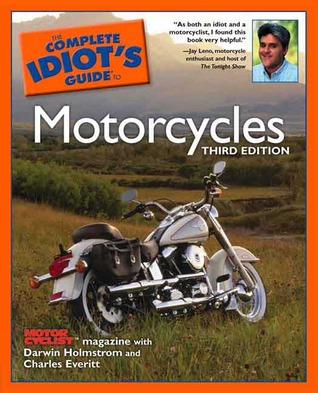 THE
COMPLETE
IDIOT'S
GUIDE TO
"As both an idiot and a
motorcyclist, I found this
book very helpful."
—Jay Leno, motorcycle
enthusiast and host of
The Tonight Show
Motorcycles
THIRD EDITION
MOTOR
CYCLIST™ magazine with
Darwin Holmstrom and
Charles Everitt